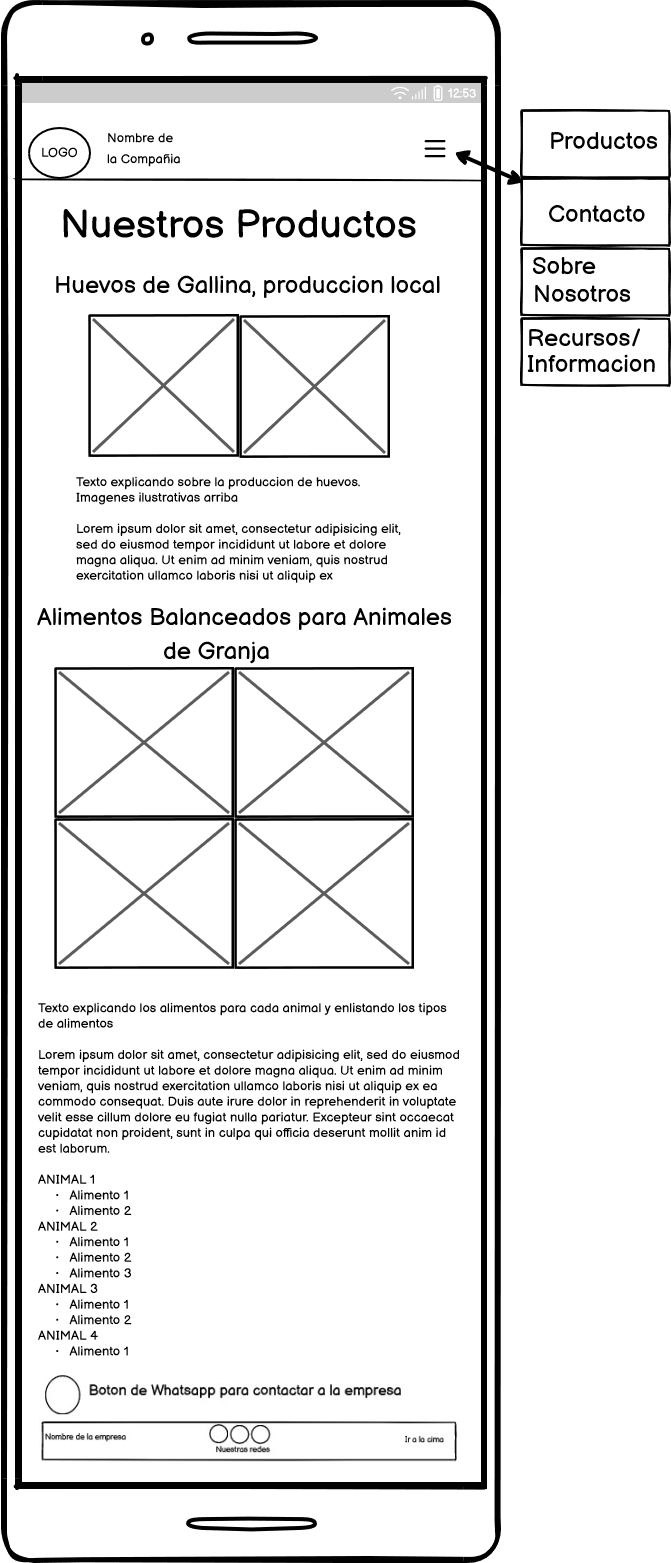 12:53
LOGO
Nombre de
la Compañia
Productos
Contacto
Sobre
Nosotros
Recursos/
Informacion
Nuestros Productos
Huevos de Gallina, produccion local
Texto explicando sobre la produccion de huevos.
Imagenes ilustrativas arriba
Lorem ipsum dolor sit amet, consectetur adipisicing elit,
sed do eiusmod tempor incididunt ut labore et dolore
magna aliqua. Ut enim ad minim veniam, quis nostrud
exercitation ullamco laboris nisi ut aliquip ex
Alimentos Balanceados para Animales
de Granja
Texto explicando los alimentos para cada animal y enlistando los tipos
de alimentos
Lorem ipsum dolor sit amet, consectetur adipisicing elit, sed do eiusmod
tempor incididunt ut labore et dolore magna aliqua. Ut enim ad minim
veniam, quis nostrud exercitation ullamco laboris nisi ut aliquip ex ea
commodo consequat. Duis aute irure dolor in reprehenderit in voluptate
velit esse cillum dolore eu fugiat nulla pariatur. Excepteur sint occaecat
cupidatat non proident, sunt in culpa qui officia deserunt mollit anim id
est laborum.
ANIMAL 1
· Alimento 1
· Alimento 2
ANIMAL 2
· Alimento 1
· Alimento 2
· Alimento 3
ANIMAL 3
· Alimento 1
· Alimento 2
ANIMAL 4
· Alimento 1
Boton de Whatsapp para contactar a la empresa
Nombre de la empresa
Nuestras redes
Ir a la cima